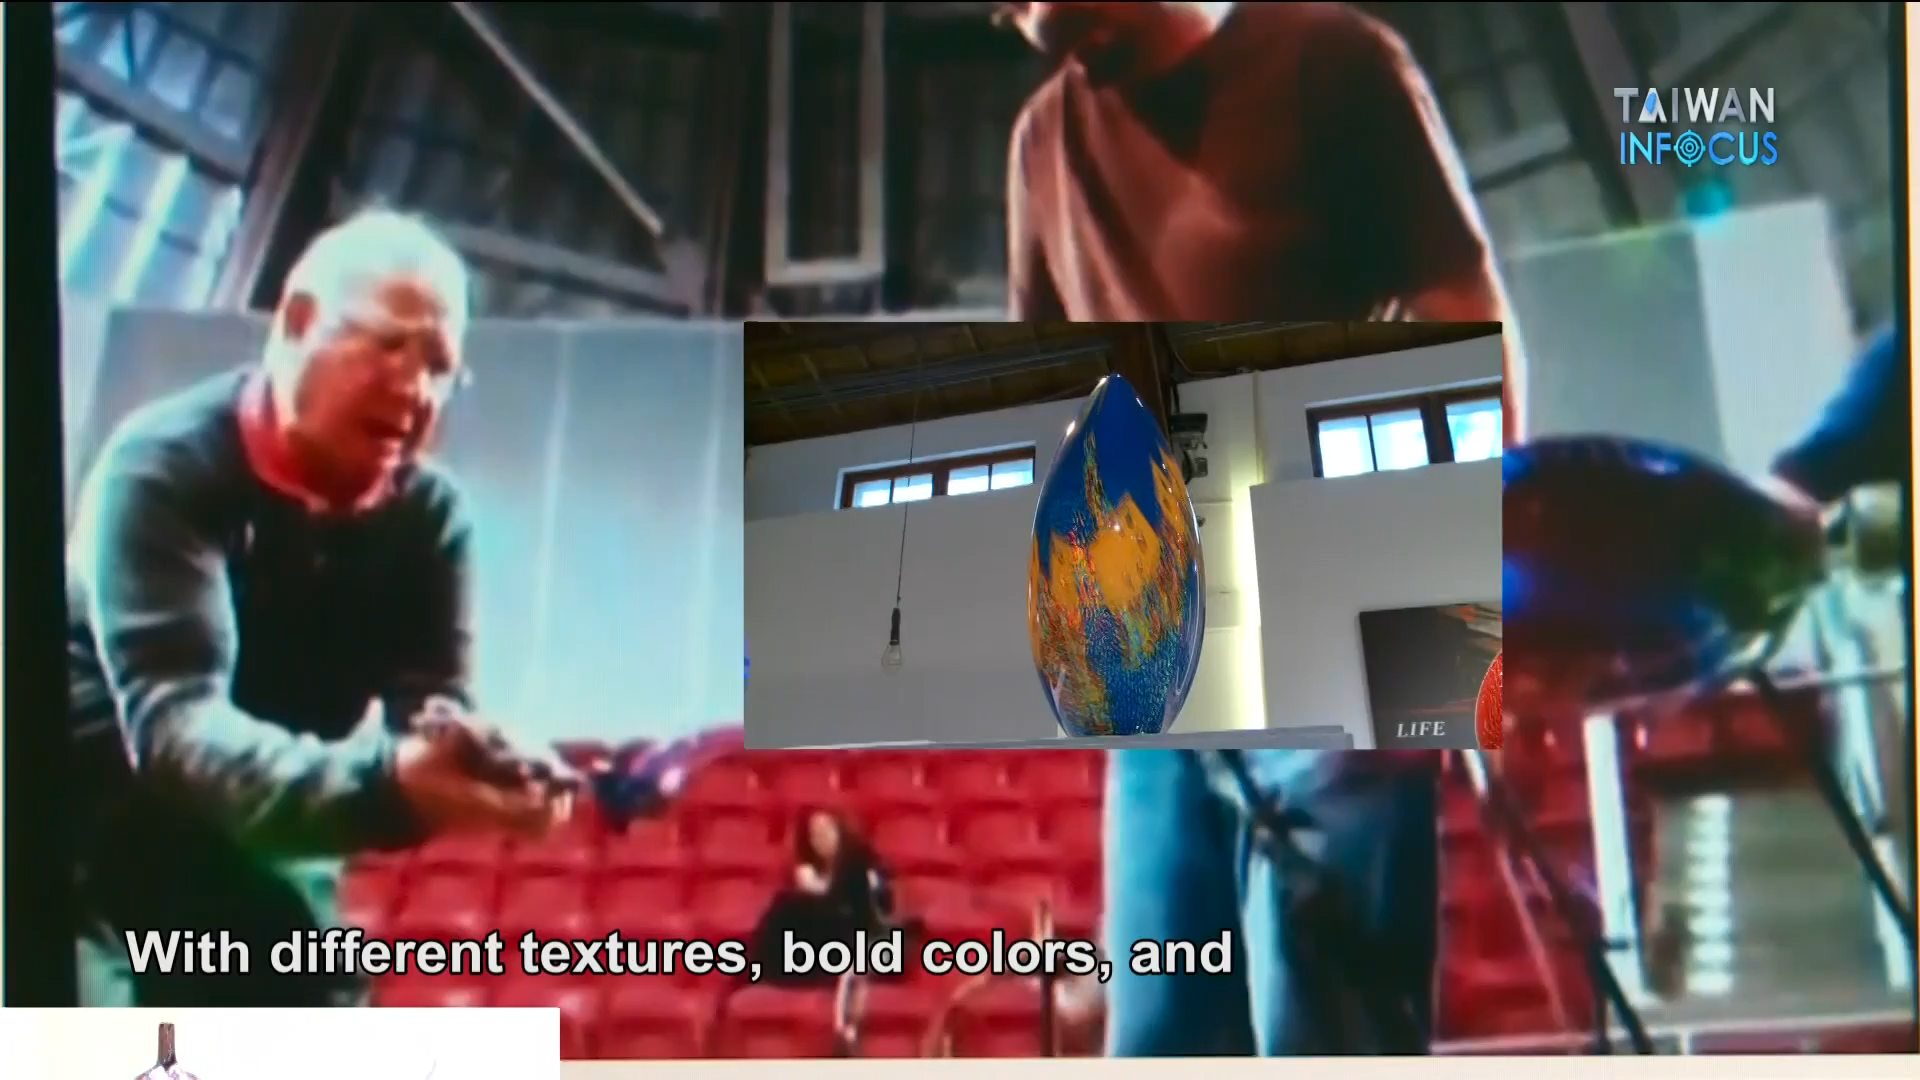 TAIWAN
INFOCUS
LIFE
With different textures, bold colors, and